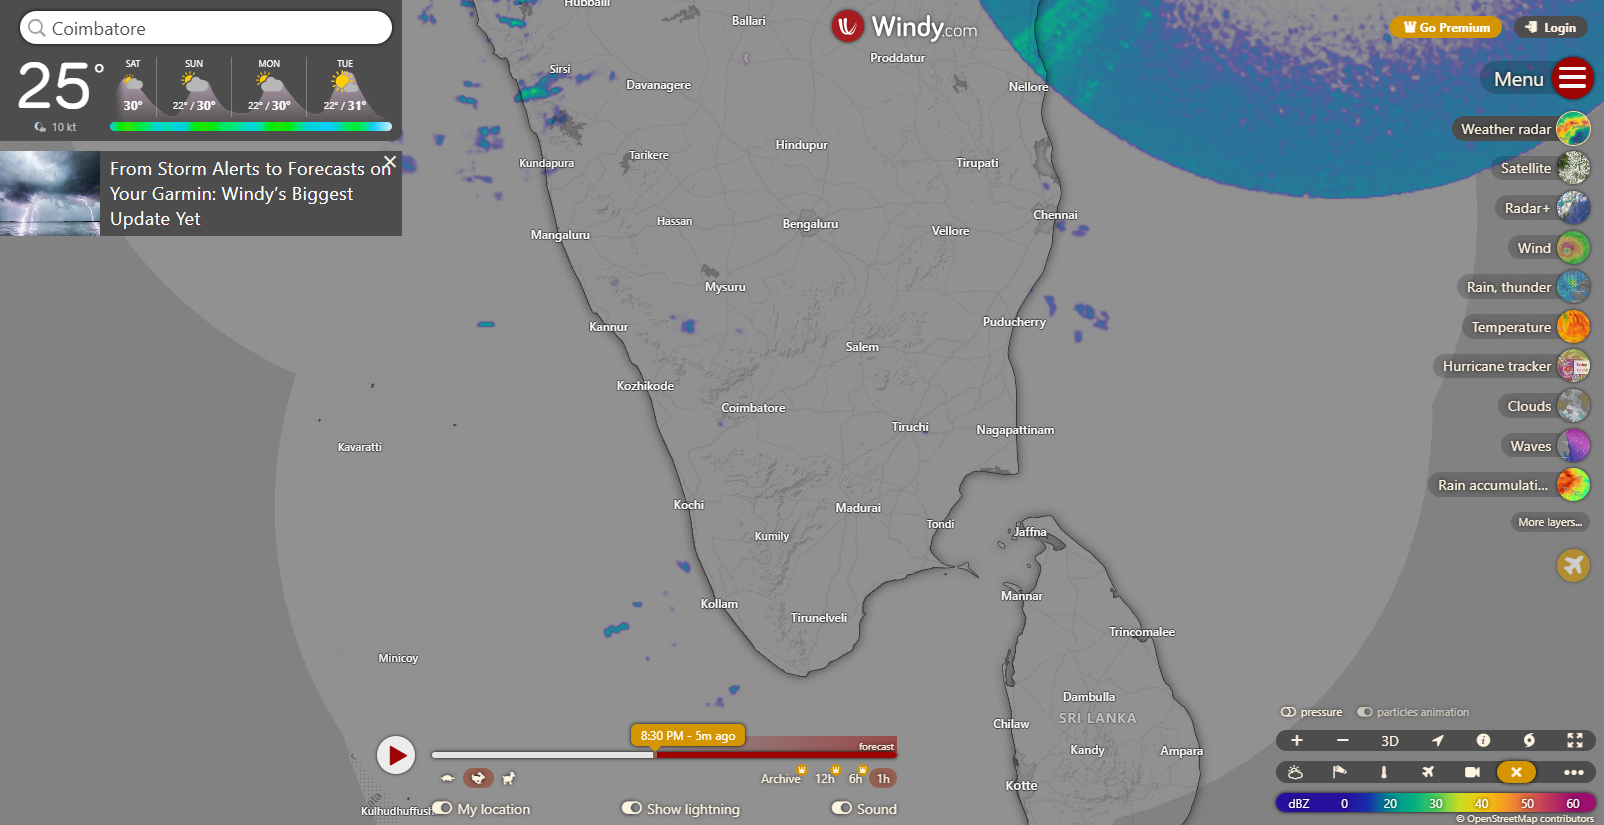 Coimbatore
25°
SAT SUN MON TUE
30° 22° / 30° 22° / 30° 22° / 31°
10 kt
From Storm Alerts to Forecasts on
Your Garmin: Windy’s Biggest
Update Yet
Windy.com
Go Premium
Login
Menu
Weather radar
Satellite
Radar+
Wind
Rain, thunder
Temperature
Hurricane tracker
Clouds
Waves
Rain accumulati...
More layers...
Hubballi
Ballari
Proddatur
Sirsi
Davanagere
Nellore
Hindupur
Kundapura
Tarikere
Tirupati
Chennai
Hassan
Bengaluru
Vellore
Mangaluru
Mysuru
Puducherry
Kannur
Salem
Kozhikode
Coimbatore
Tiruchi
Nagapattinam
Kavaratti
Kochi
Madurai
Tondi
Jaffna
Kumily
Mannar
Kollam
Tirunelveli
Trincomalee
Minicoy
Dambulla
SRI LANKA
Chilaw
Kandy
Ampara
Kotte
Kulhudhuffushi
8:30 PM - 5m ago
forecast
Archive 12h 6h 1h
My location
Show lightning
Sound
pressure
particles animation
+ − 3D
dBZ 0 20 30 40 50 60
© OpenStreetMap contributors